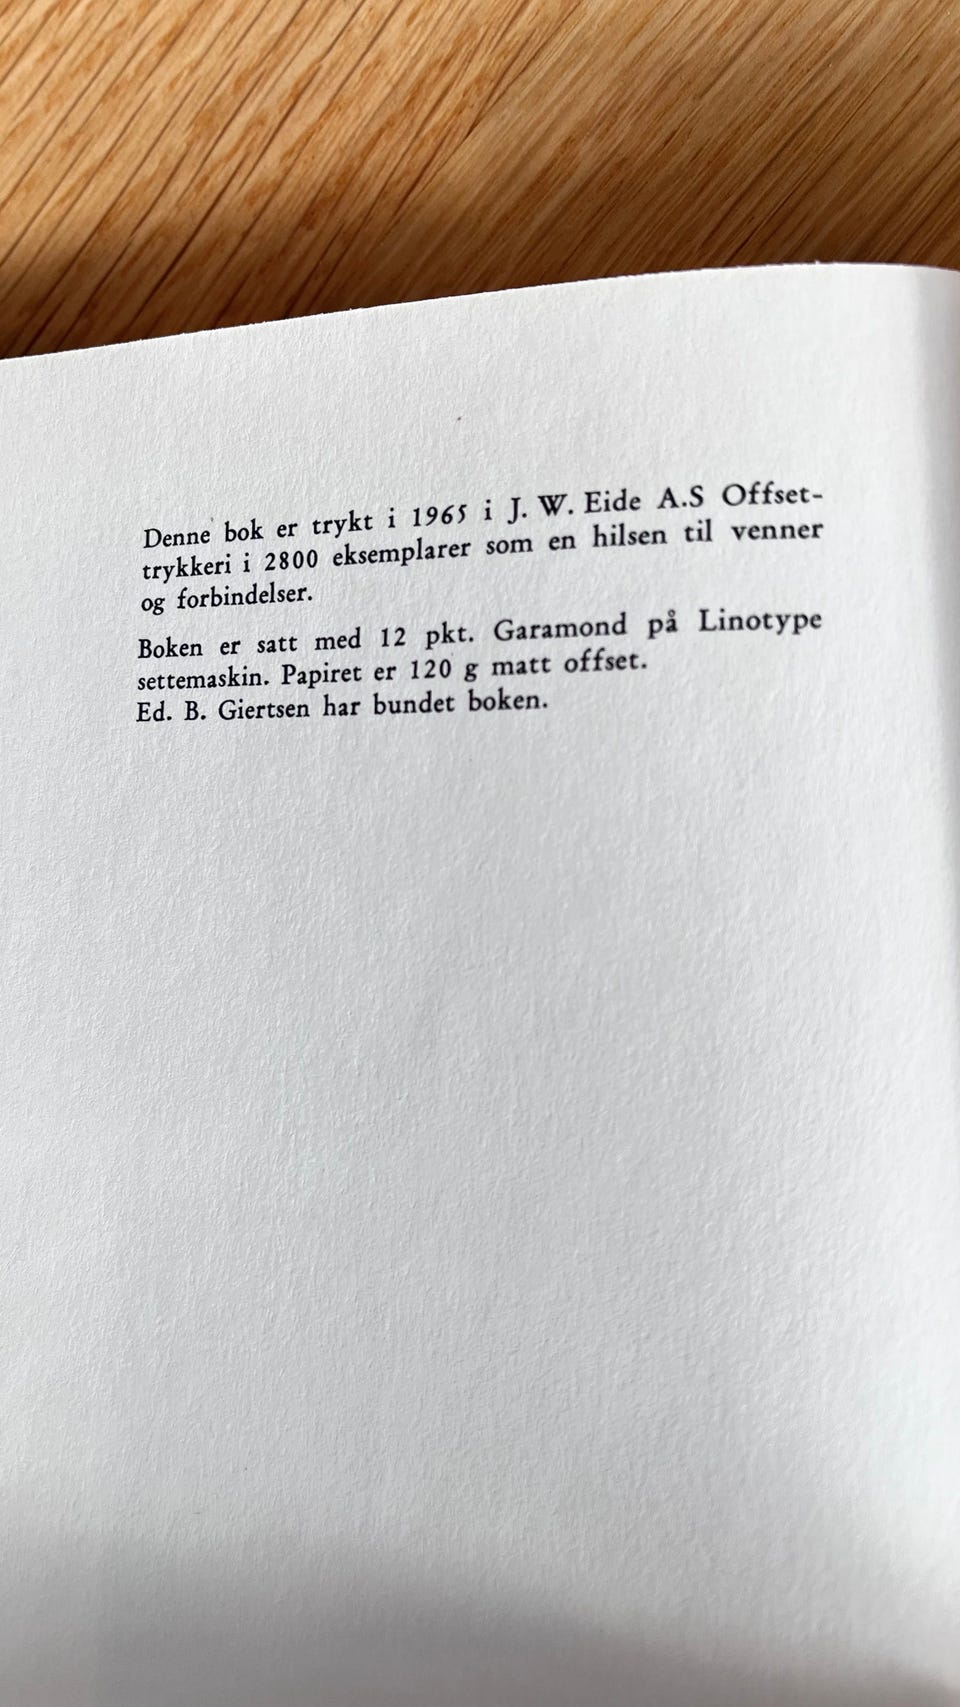 Denne bok er trykt i 1965 i J. W. Eide A.S Offset-
trykkeri i 2800 eksemplarer som en hilsen til venner
og forbindelser.
Boken er satt med 12 pkt. Garamond på Linotype
settemaskin. Papiret er 120 g matt offset.
Ed. B. Giertsen har bundet boken.